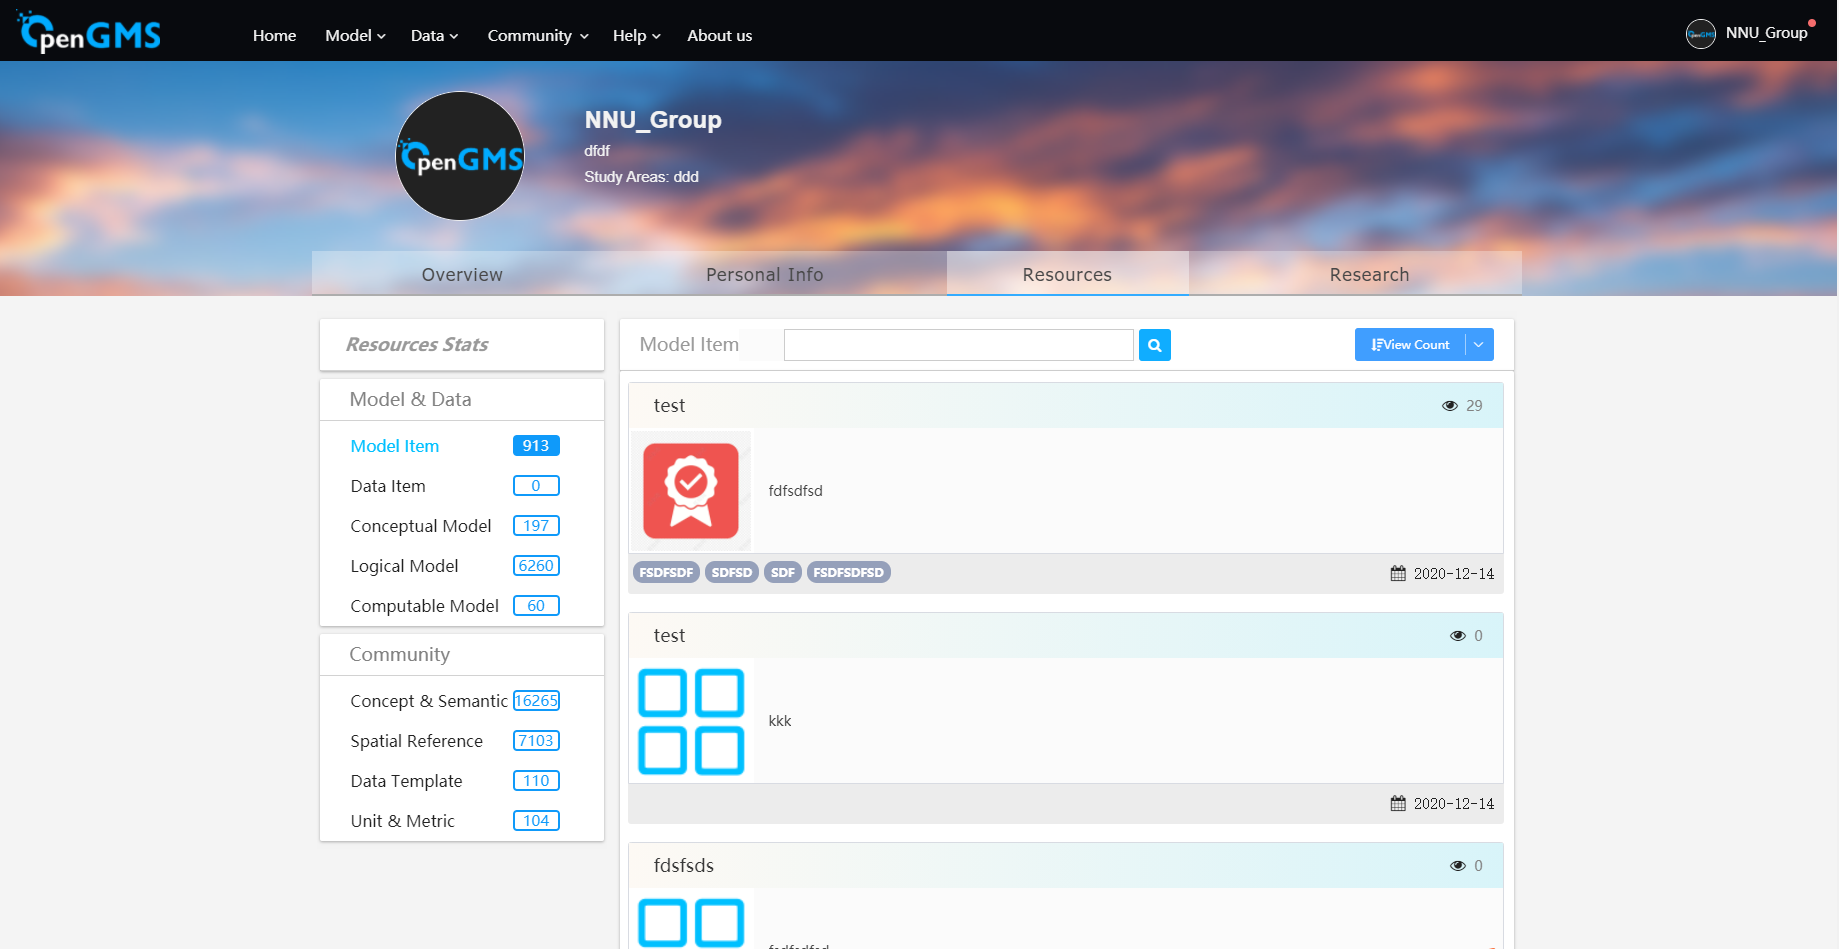 OpenGMS
Home Model Data Community Help About us
OpenGMS NNU_Group
OpenGMS
NNU_Group
dfdf
Study Areas: ddd
Overview Personal Info Resources Research
Resources Stats
Model & Data
Model Item 913
Data Item 0
Conceptual Model 197
Logical Model 6260
Computable Model 60
Community
Concept & Semantic 16265
Spatial Reference 7103
Data Template 110
Unit & Metric 104
Model Item
View Count
test 29
fdfsdfsd
FSDFSDF SDFSD SDF FSDFSDFSD
2020-12-14
test 0
kkk
2020-12-14
fdsfsds 0